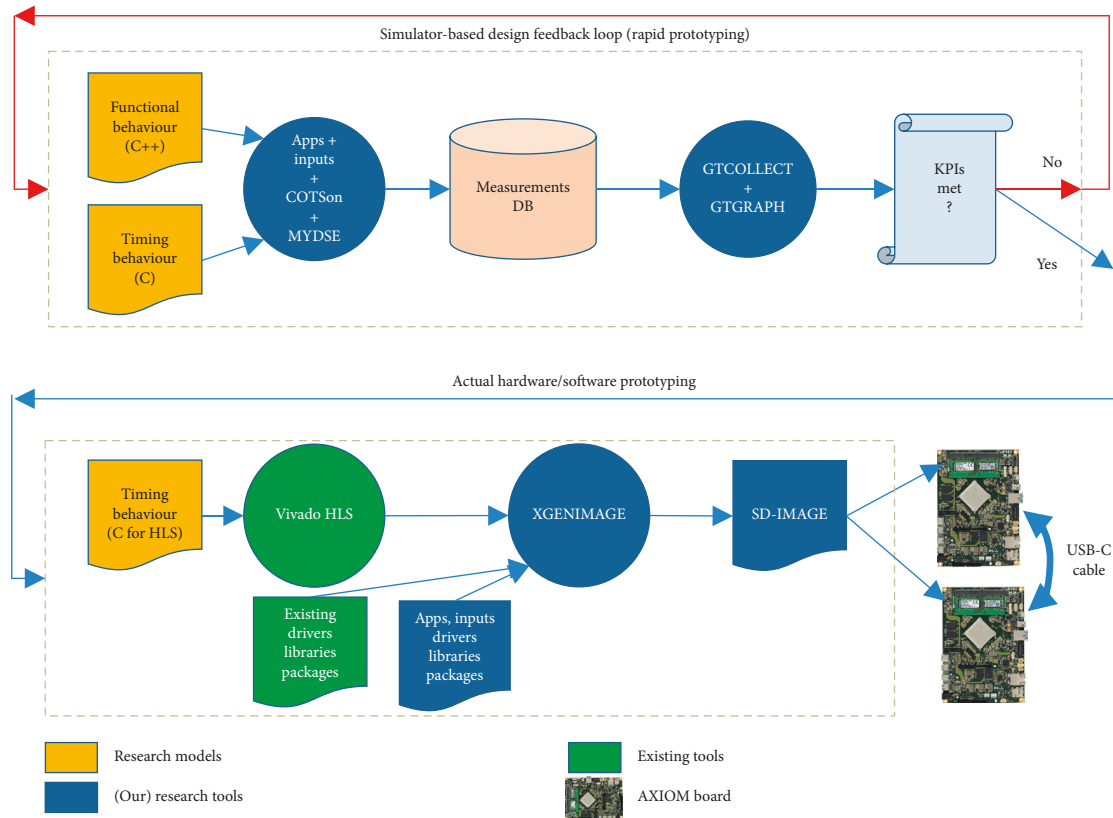 Simulator-based design feedback loop (rapid prototyping)
Functional
behaviour
(C++)
Timing
behaviour
(C)
Apps +
inputs
+
COTSon
+
MYDSE
Measurements
DB
GTCOLLECT
+
GTGRAPH
KPIs
met
?
No
Yes
Actual hardware/software prototyping
Timing
behaviour
(C for HLS)
Vivado HLS
XGENIMAGE
SD-IMAGE
USB-C
cable
Existing
drivers
libraries
packages
Apps, inputs
drivers
libraries
packages
Research models
Existing tools
(Our) research tools
AXIOM board